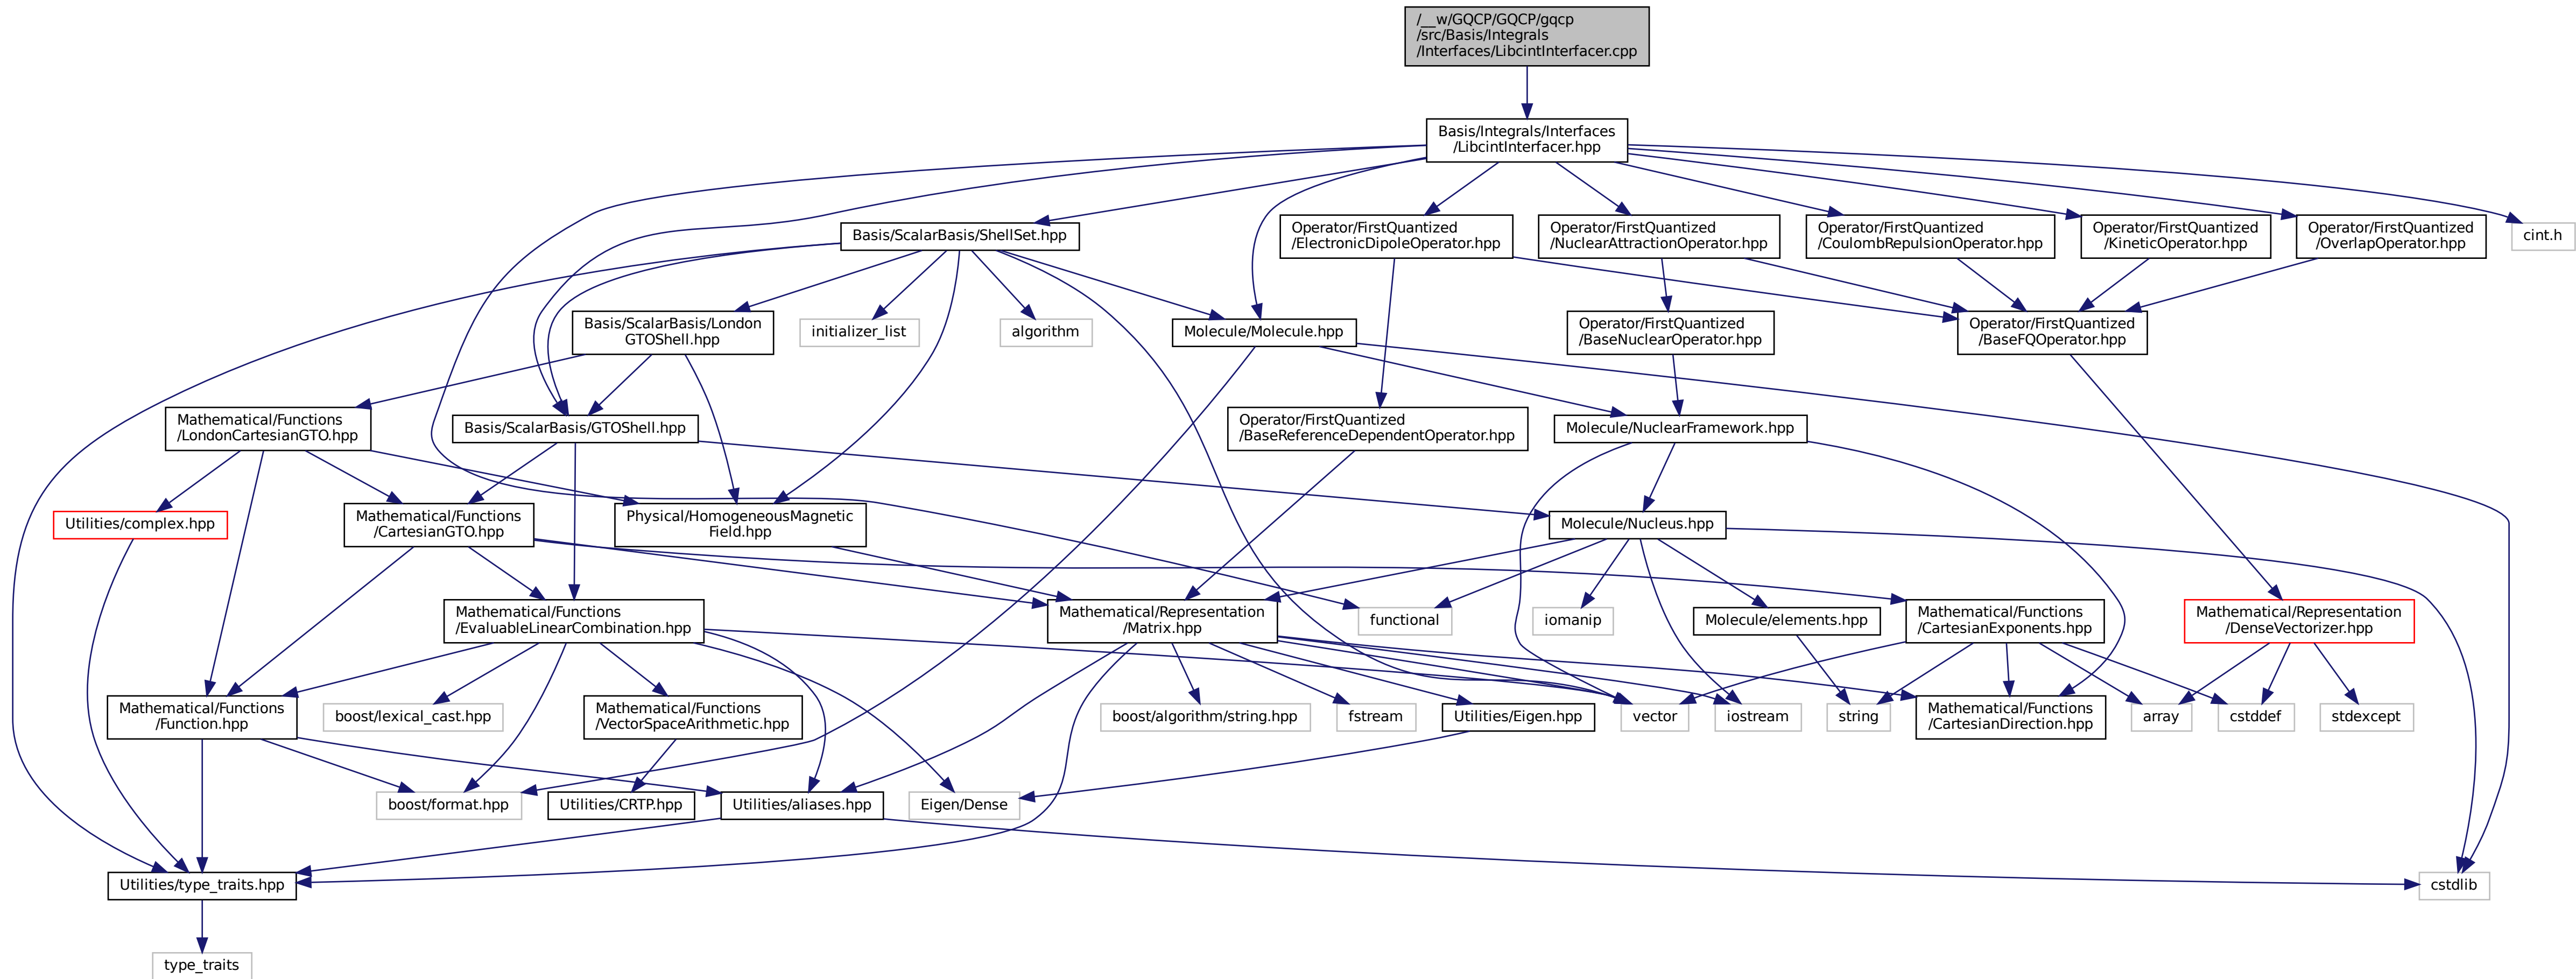 /__w/GQCP/GQCP/gqcp
/src/Basis/Integrals
/Interfaces/LibcintInterfacer.cpp
Basis/Integrals/Interfaces
/LibcintInterfacer.hpp
Basis/ScalarBasis/ShellSet.hpp
Operator/FirstQuantized
/ElectronicDipoleOperator.hpp
Operator/FirstQuantized
/NuclearAttractionOperator.hpp
Operator/FirstQuantized
/CoulombRepulsionOperator.hpp
Operator/FirstQuantized
/KineticOperator.hpp
Operator/FirstQuantized
/OverlapOperator.hpp
cint.h
Basis/ScalarBasis/London
GTOShell.hpp
initializer_list
algorithm
Molecule/Molecule.hpp
Operator/FirstQuantized
/BaseNuclearOperator.hpp
Operator/FirstQuantized
/BaseFQOperator.hpp
Mathematical/Functions
/LondonCartesianGTO.hpp
Basis/ScalarBasis/GTOShell.hpp
Operator/FirstQuantized
/BaseReferenceDependentOperator.hpp
Molecule/NuclearFramework.hpp
Utilities/complex.hpp
Mathematical/Functions
/CartesianGTO.hpp
Physical/HomogeneousMagnetic
Field.hpp
Molecule/Nucleus.hpp
Mathematical/Functions
/EvaluableLinearCombination.hpp
Mathematical/Representation
/Matrix.hpp
functional
iomanip
Molecule/elements.hpp
Mathematical/Functions
/CartesianExponents.hpp
Mathematical/Representation
/DenseVectorizer.hpp
Mathematical/Functions
/Function.hpp
boost/lexical_cast.hpp
Mathematical/Functions
/VectorSpaceArithmetic.hpp
boost/algorithm/string.hpp
fstream
Utilities/Eigen.hpp
vector
iostream
string
Mathematical/Functions
/CartesianDirection.hpp
array
cstddef
stdexcept
boost/format.hpp
Utilities/CRTP.hpp
Utilities/aliases.hpp
Eigen/Dense
Utilities/type_traits.hpp
cstdlib
type_traits